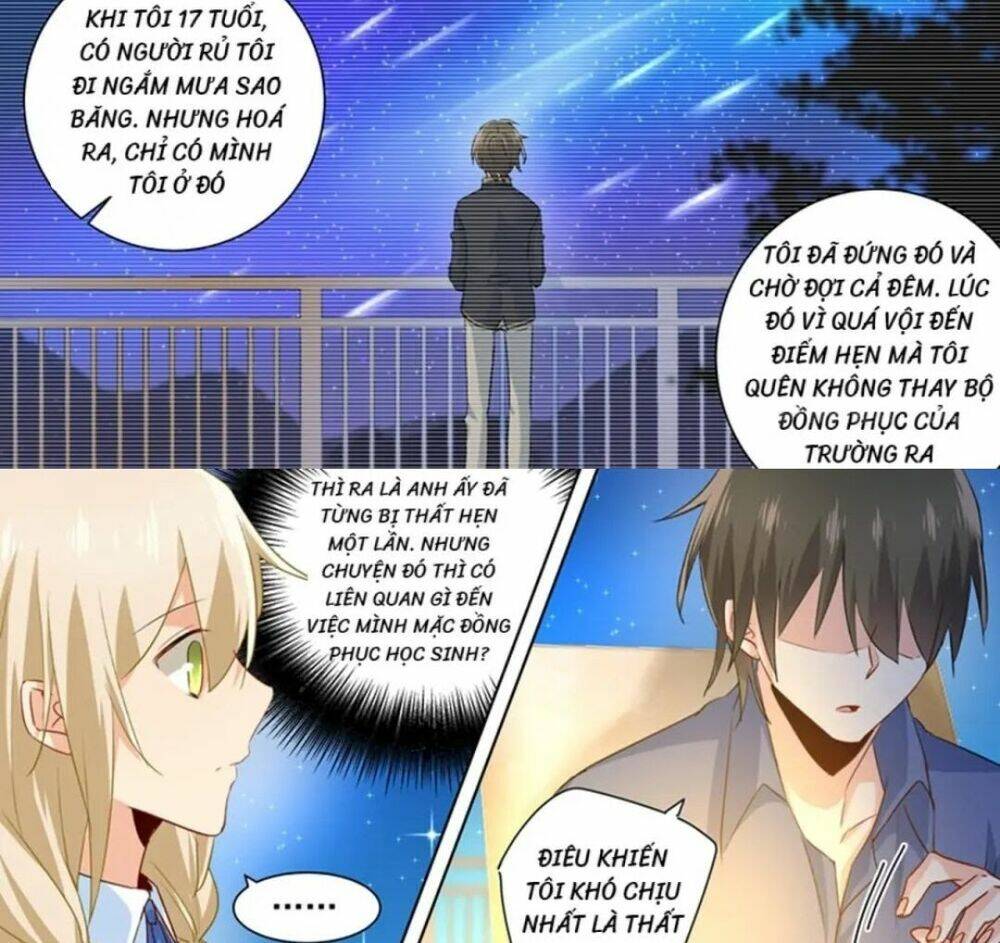 KHI TÔI 17 TUỔI,
CÓ NGƯỜI RỦ TÔI
ĐI NGẮM MƯA SAO
BĂNG. NHƯNG HOÁ
RA, CHỈ CÓ MÌNH
TÔI Ở ĐÓ
TÔI ĐÃ ĐỨNG ĐÓ VÀ
CHỜ ĐỢI CẢ ĐÊM. LÚC
ĐÓ VÌ QUÁ VỘI ĐẾN
ĐIỂM HẸN MÀ TÔI
QUÊN KHÔNG THAY BỘ
ĐỒNG PHỤC CỦA
TRƯỜNG RA
THÌ RA LÀ ANH ẤY ĐÃ
TỪNG BỊ THẤT HẸN
MỘT LẦN. NHƯNG
CHUYỆN ĐÓ THÌ CÓ
LIÊN QUAN GÌ ĐẾN
VIỆC MÌNH MẶC ĐỒNG
PHỤC HỌC SINH?
......
ĐIÊU KHIẾN
TÔI KHÓ CHỊU
NHẤT LÀ THẤT